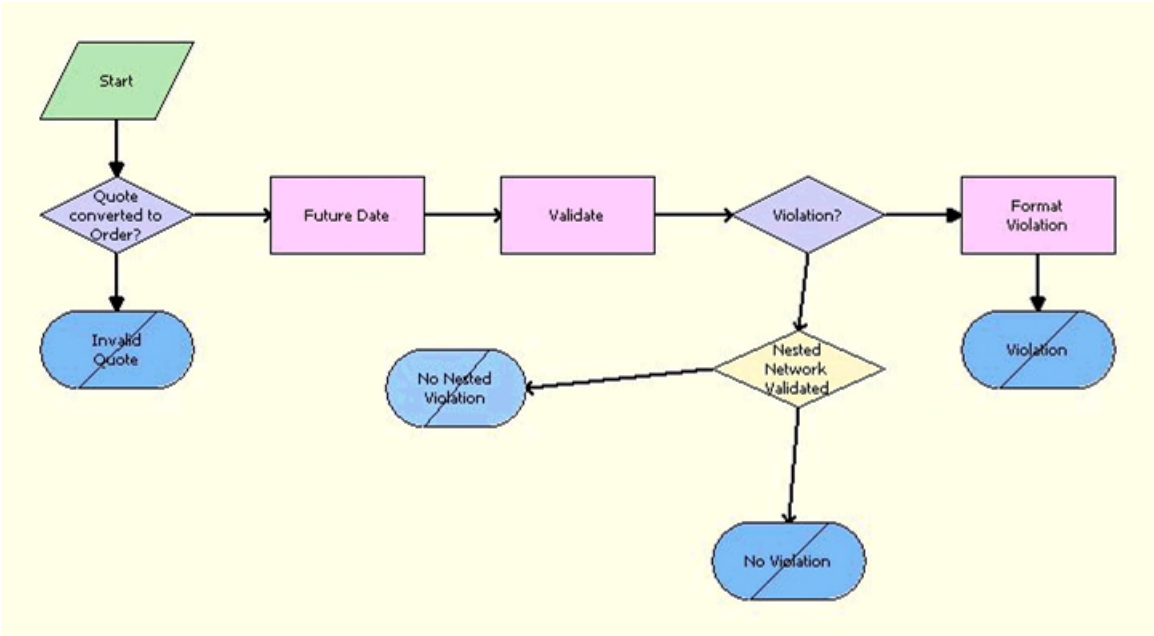 Start
Quote
converted to
Order?
Future Date
Validate
Violation?
Format
Violation
Invalid
Quote
No Nested
Violation
Nested
Network
Validated
Violation
No Violation